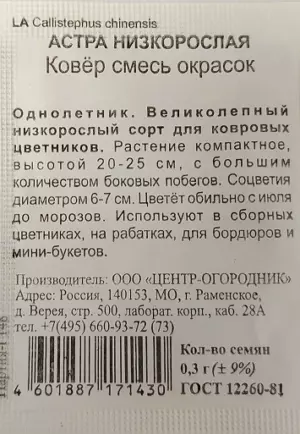 LA Callistephus chinensis
АСТРА НИЗКОРОСЛАЯ
Ковёр смесь окрасок
Однолетник. Великолепный
низкорослый сорт для ковровых
цветников. Растение компактное,
высотой 20-25 см, с большим
количеством боковых побегов. Соцветия
диаметром 6-7 см. Цветёт обильно с июля
до морозов. Используют в сборных
цветниках, на рабатках, для бордюров и
мини-букетов.
Производитель: ООО «ЦЕНТР-ОГОРОДНИК»
Адрес: Россия, 140153, МО, г. Раменское,
д. Верея, стр. 500, лаборат. корп., каб. 28А
тел. +7(495) 660-93-72 (73)
Кол-во семян
0,3 г (± 9%)
ГОСТ 12260-81
4 601887 171430